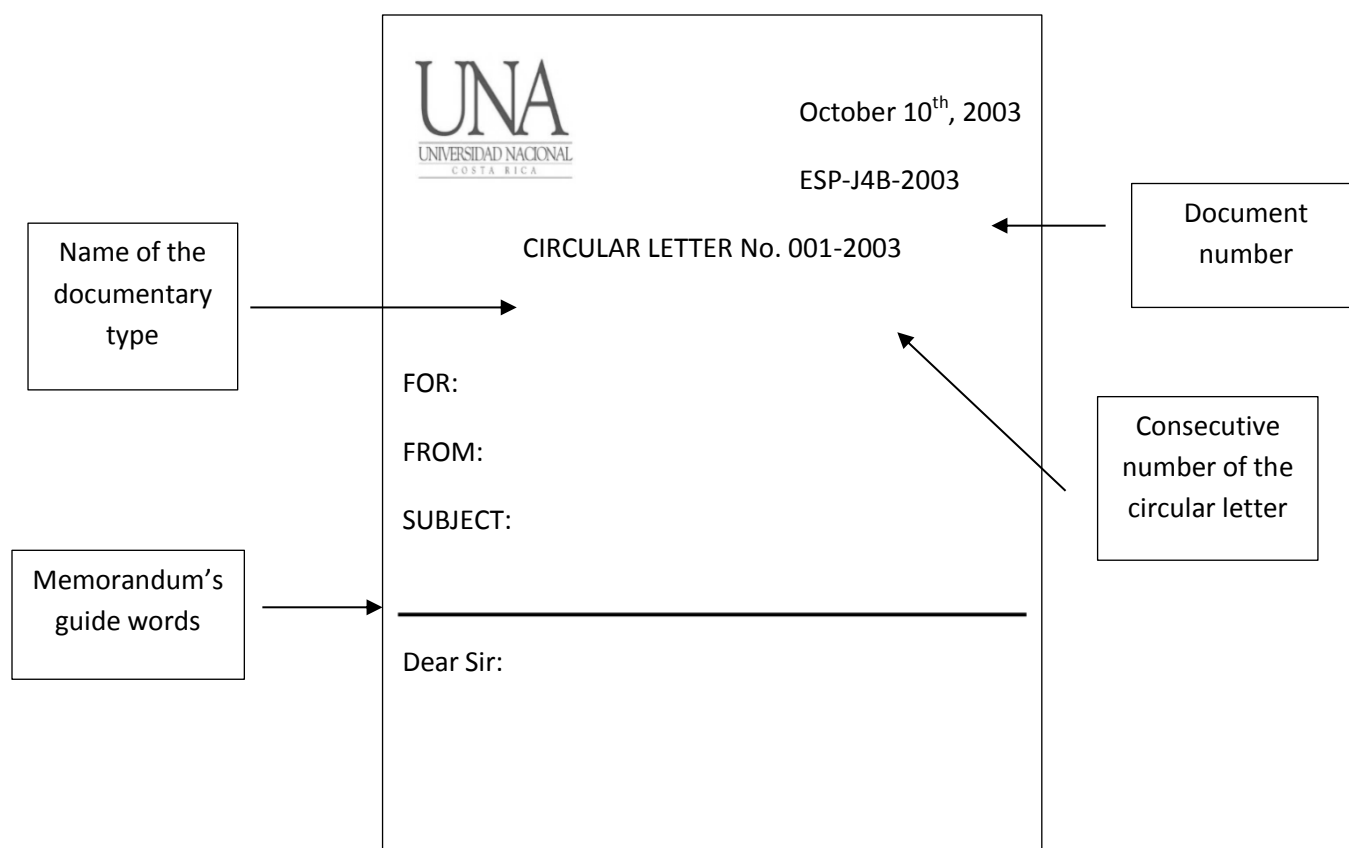 UNA
UNIVERSIDAD NACIONAL
COSTA RICA
October 10th, 2003
ESP-J4B-2003
Document
number
Name of the
documentary
type
CIRCULAR LETTER No. 001-2003
FOR:
FROM:
SUBJECT:
Consecutive
number of the
circular letter
Memorandum's
guide words
Dear Sir: